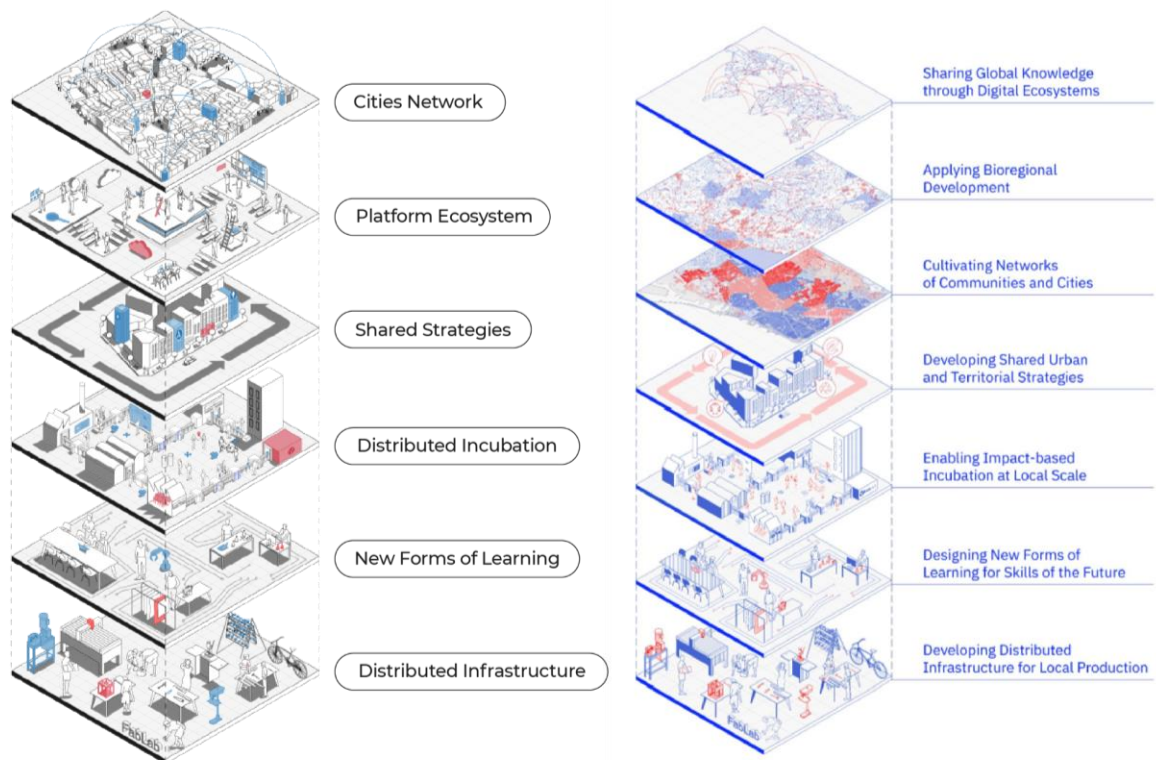 Cities Network
Platform Ecosystem
Shared Strategies
Distributed Incubation
New Forms of Learning
Distributed Infrastructure
FabLab
Sharing Global Knowledge
through Digital Ecosystems
Applying Bioregional
Development
Cultivating Networks
of Communities and Cities
Developing Shared Urban
and Territorial Strategies
Enabling Impact-based
Incubation at Local Scale
Designing New Forms of
Learning for Skills of the Future
Developing Distributed
Infrastructure for Local Production
FabLab